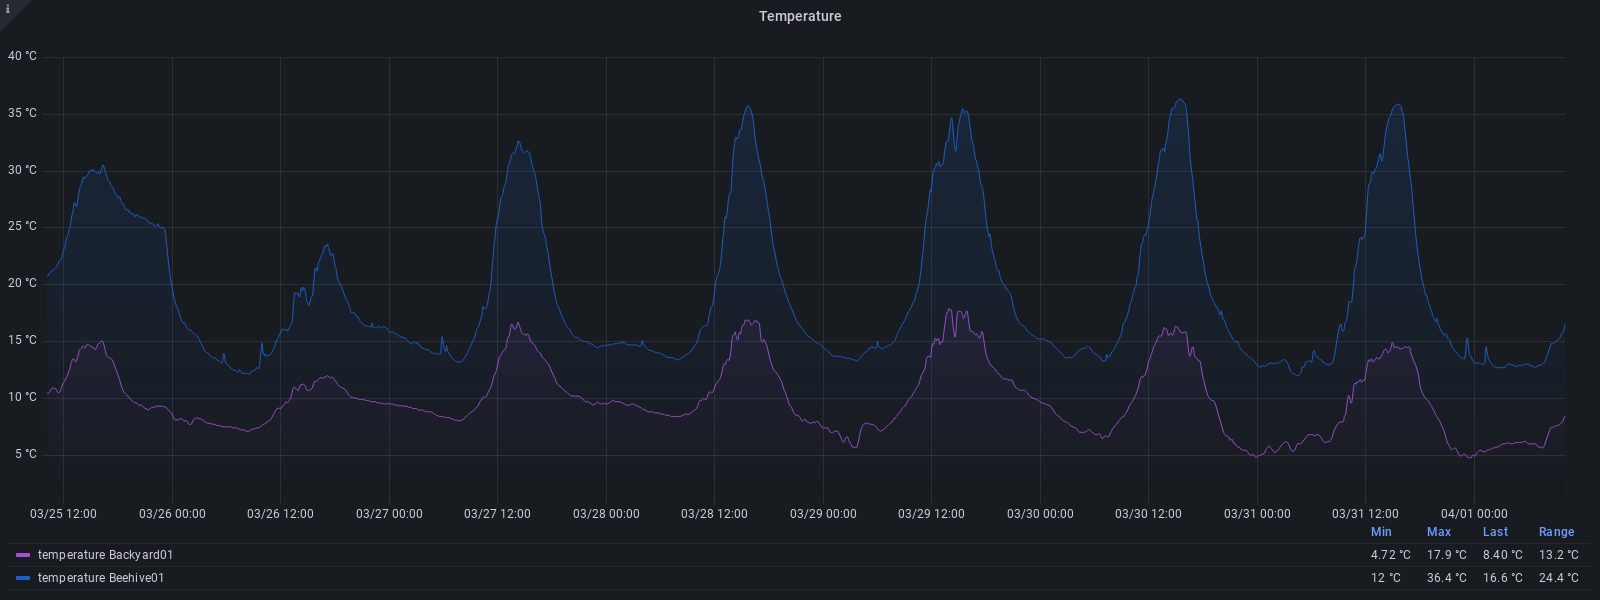 i
Temperature
40 °C
35 °C
30 °C
25 °C
20 °C
15 °C
10 °C
5 °C
03/25 12:00 03/26 00:00 03/26 12:00 03/27 00:00 03/27 12:00 03/28 00:00 03/28 12:00 03/29 00:00 03/29 12:00 03/30 00:00 03/30 12:00 03/31 00:00 03/31 12:00 04/01 00:00
Min Max Last Range
temperature Backyard01 4.72 °C 17.9 °C 8.40 °C 13.2 °C
temperature Beehive01 12 °C 36.4 °C 16.6 °C 24.4 °C